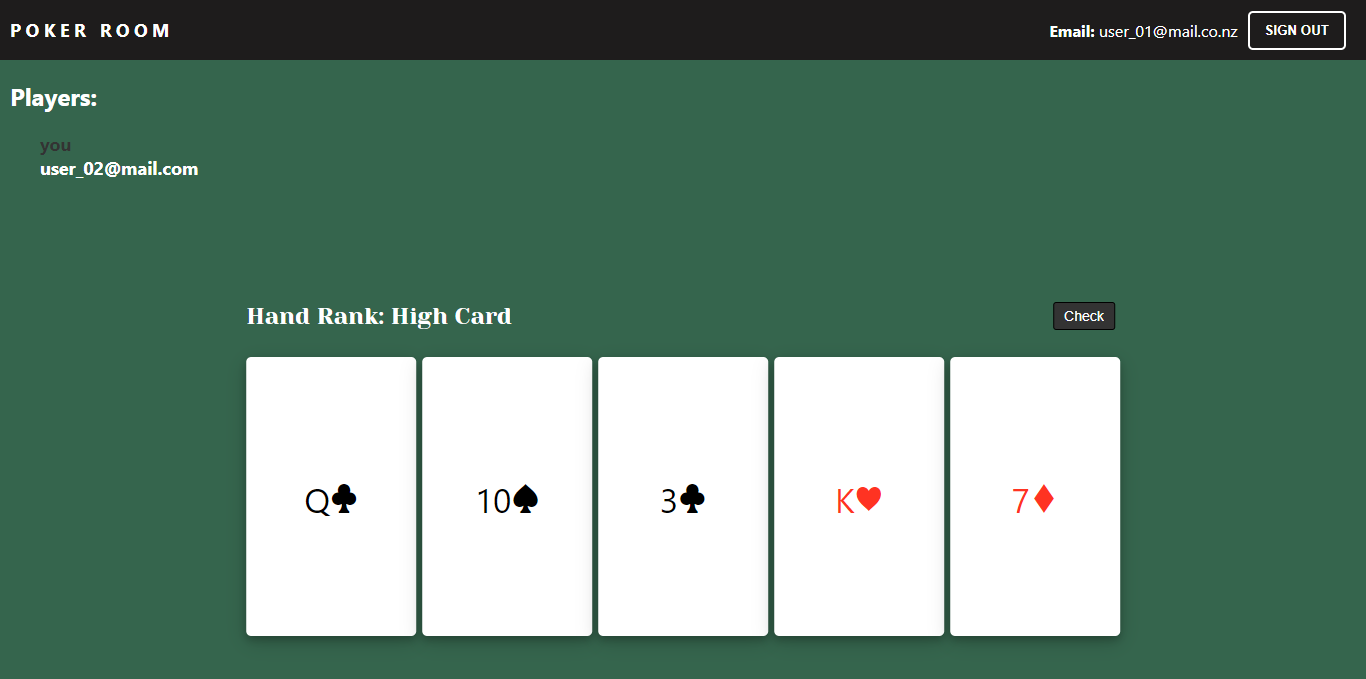 POKER ROOM
Email: user_01@mail.co.nz SIGN OUT
Players:
you
user_02@mail.com
Hand Rank: High Card Check
Q♣ 10♠ 3♣ K♥ 7♦